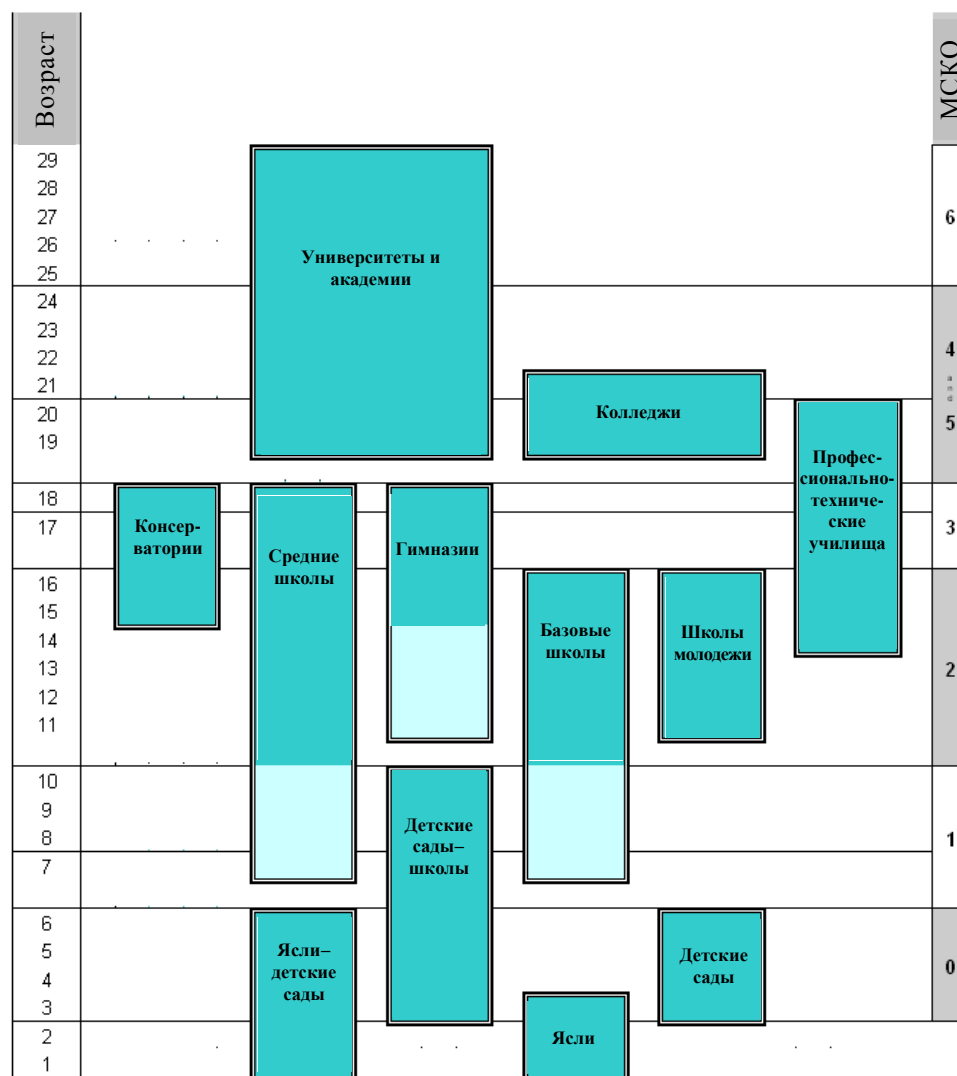 Возраст
МСКО
29
28
27
26
25
24
23
22
21
20
19
18
17
16
15
14
13
12
11
10
9
8
7
6
5
4
3
2
1
6
4
and
5
3
2
1
0
Университеты и
академии
Колледжи
Профес-
сионально-
техниче-
ские
училища
Консер-
ватории
Средние
школы
Гимназии
Базовые
школы
Школы
молодежи
Детские
сады–
школы
Ясли–
детские
сады
Детские
сады
Ясли